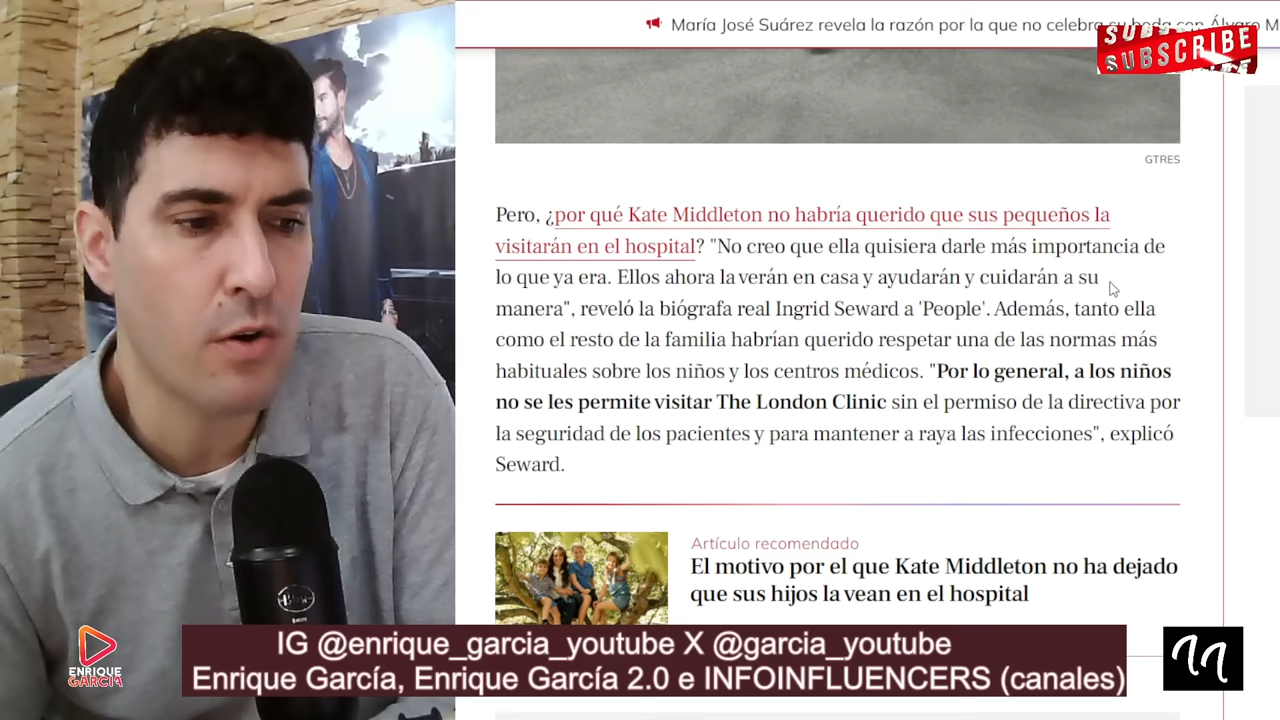 María José Suárez revela la razón por la que no celebra su boda con Álvaro M
SUBSCRIBE
GTRES
Pero, ¿por qué Kate Middleton no habría querido que sus pequeños la
visitarán en el hospital? "No creo que ella quisiera darle más importancia de
lo que ya era. Ellos ahora la verán en casa y ayudarán y cuidarán a su
manera", reveló la biógrafa real Ingrid Seward a 'People'. Además, tanto ella
como el resto de la familia habrían querido respetar una de las normas más
habituales sobre los niños y los centros médicos. "Por lo general, a los niños
no se les permite visitar The London Clinic sin el permiso de la directiva por
la seguridad de los pacientes y para mantener a raya las infecciones", explicó
Seward.
Artículo recomendado
El motivo por el que Kate Middleton no ha dejado
que sus hijos la vean en el hospital
IG @enrique_garcia_youtube X @garcia_youtube
Enrique García, Enrique García 2.0 e INFOINFLUENCERS (canales)
ENRIQUE
GARCÍA